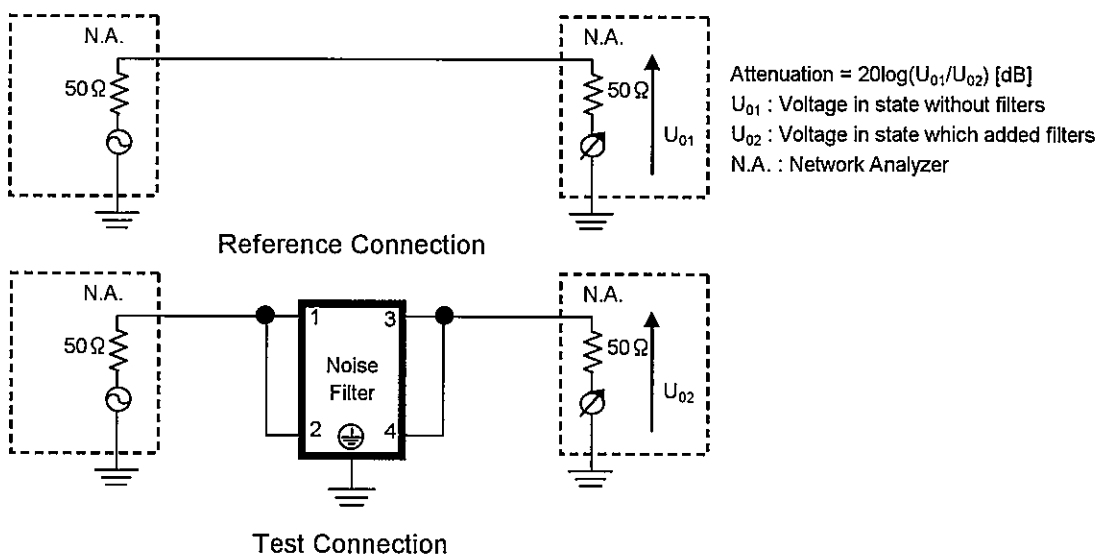 N.A.
50Ω
N.A.
50Ω
U₀₁
Attenuation = 20log(U₀₁/U₀₂) [dB]
U₀₁ : Voltage in state without filters
U₀₂ : Voltage in state which added filters
N.A. : Network Analyzer
Reference Connection
N.A.
50Ω
1
3
Noise
Filter
2
4
N.A.
50Ω
U₀₂
Test Connection